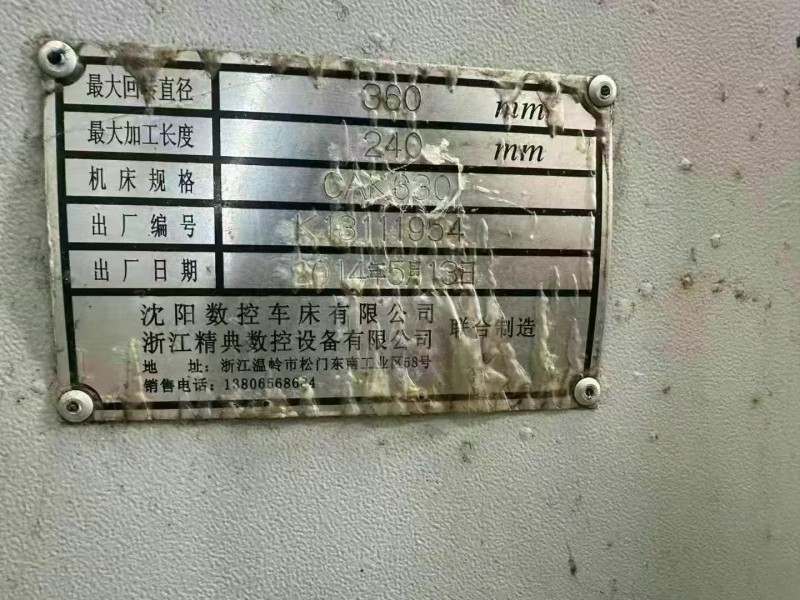 最大回转直径 360 mm
最大加工长度 240 mm
机床规格 CAK630
出厂编号 K13111954
出厂日期 2014年5月13日
沈阳数控车床有限公司
浙江精典数控设备有限公司 联合制造
地 址:浙江温岭市松门东南工业区58号
销售电话: